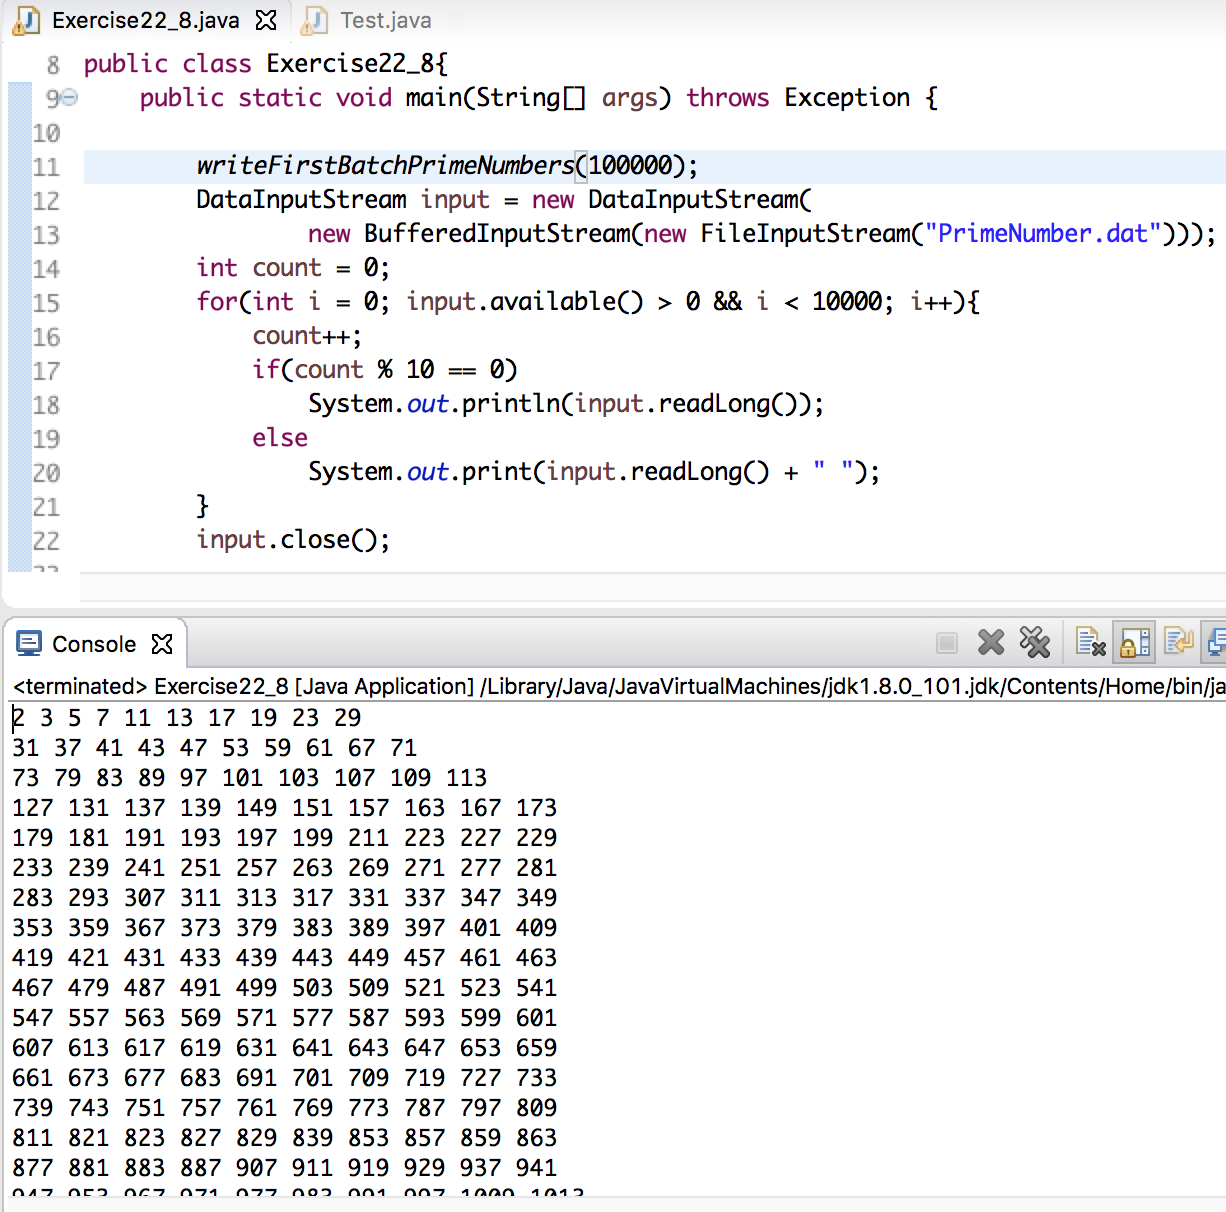 Exercise22_8.java Test.java
8 public class Exercise22_8{
9 public static void main(String[] args) throws Exception {
10
11 writeFirstBatchPrimeNumbers(100000);
12 DataInputStream input = new DataInputStream(
13 new BufferedInputStream(new FileInputStream("PrimeNumber.dat")));
14 int count = 0;
15 for(int i = 0; input.available() > 0 && i < 10000; i++){
16 count++;
17 if(count % 10 == 0)
18 System.out.println(input.readLong());
19 else
20 System.out.print(input.readLong() + " ");
21 }
22 input.close();
Console
<terminated> Exercise22_8 [Java Application] /Library/Java/JavaVirtualMachines/jdk1.8.0_101.jdk/Contents/Home/bin/ja
2 3 5 7 11 13 17 19 23 29
31 37 41 43 47 53 59 61 67 71
73 79 83 89 97 101 103 107 109 113
127 131 137 139 149 151 157 163 167 173
179 181 191 193 197 199 211 223 227 229
233 239 241 251 257 263 269 271 277 281
283 293 307 311 313 317 331 337 347 349
353 359 367 373 379 383 389 397 401 409
419 421 431 433 439 443 449 457 461 463
467 479 487 491 499 503 509 521 523 541
547 557 563 569 571 577 587 593 599 601
607 613 617 619 631 641 643 647 653 659
661 673 677 683 691 701 709 719 727 733
739 743 751 757 761 769 773 787 797 809
811 821 823 827 829 839 853 857 859 863
877 881 883 887 907 911 919 929 937 941
947 953 967 971 977 983 991 997 1009 1013